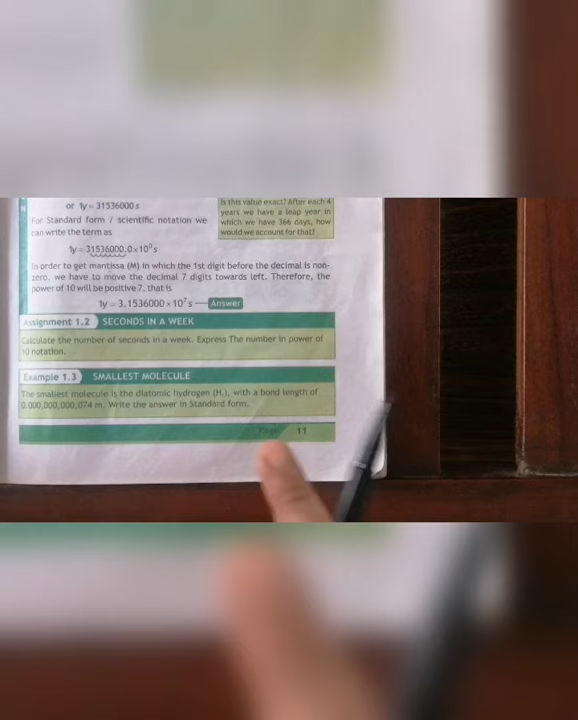 or 1y = 31536000 s
For Standard form / scientific notation we
can write the term as
1y = 31536000.0 × 10⁰ s
In order to get mantissa (M) in which the 1st digit before the decimal is non-
zero, we have to move the decimal 7 digits towards left. Therefore, the
power of 10 will be positive 7, that is
1y = 3.1536000 × 10⁷ s — Answer
Is this value exact? After each 4
years we have a leap year in
which we have 366 days, how
would we account for that?
Assignment 1.2 SECONDS IN A WEEK
Calculate the number of seconds in a week. Express The number in power of
10 notation.
Example 1.3 SMALLEST MOLECULE
The smallest molecule is the diatomic hydrogen (H₂), with a bond length of
0.000,000,000,074 m. Write the answer in Standard form.
Page 11